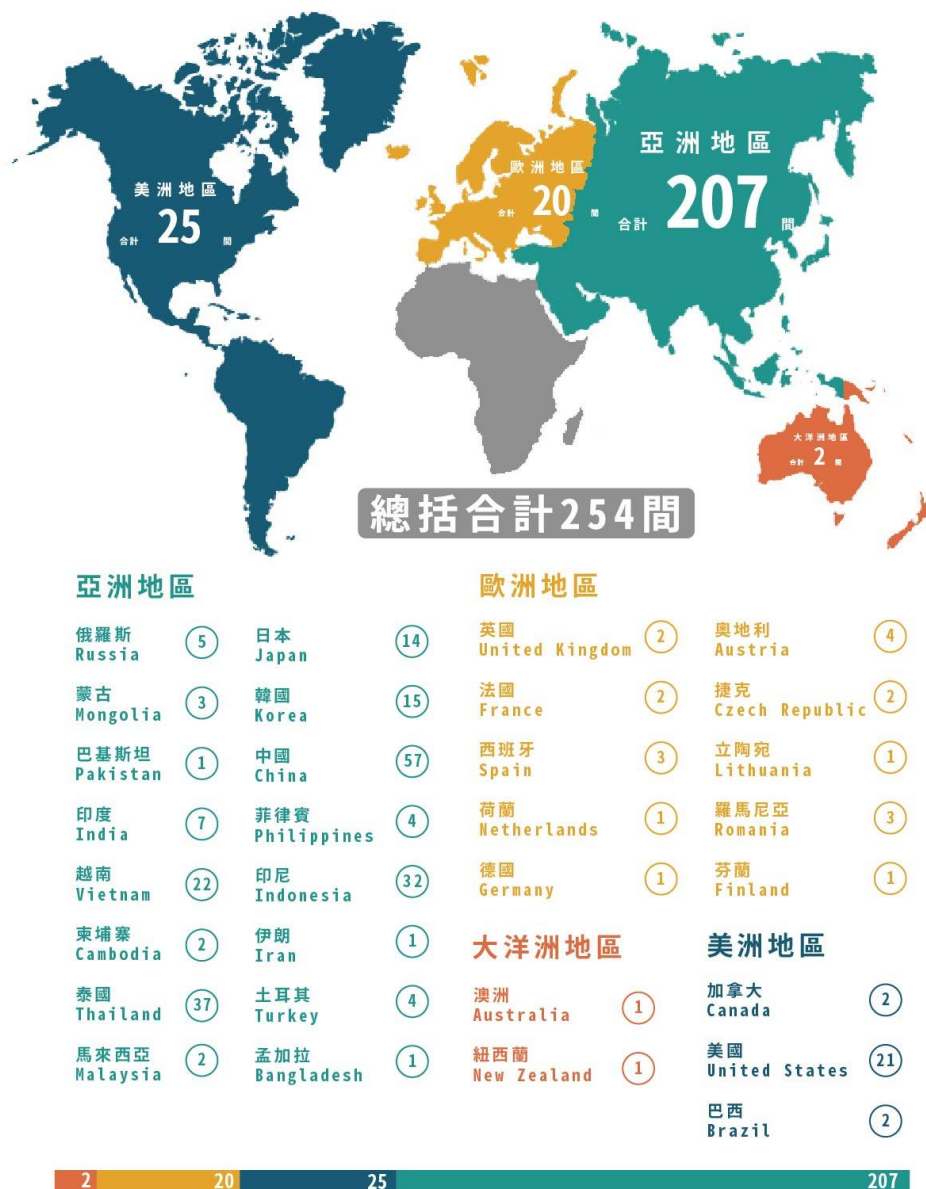 美洲地區
合計 25 間
歐洲地區
合計 20 間
亞洲地區
合計 207 間
大洋洲地區
合計 2 間
總括合計254間
亞洲地區
俄羅斯
Russia
5
日本
Japan
14
蒙古
Mongolia
3
韓國
Korea
15
巴基斯坦
Pakistan
1
中國
China
57
印度
India
7
菲律賓
Philippines
4
越南
Vietnam
22
印尼
Indonesia
32
柬埔寨
Cambodia
2
伊朗
Iran
1
泰國
Thailand
37
土耳其
Turkey
4
馬來西亞
Malaysia
2
孟加拉
Bangladesh
1
歐洲地區
英國
United Kingdom
2
奧地利
Austria
4
法國
France
2
捷克
Czech Republic
2
西班牙
Spain
3
立陶宛
Lithuania
1
荷蘭
Netherlands
1
羅馬尼亞
Romania
3
德國
Germany
1
芬蘭
Finland
1
大洋洲地區
澳洲
Australia
1
紐西蘭
New Zealand
1
美洲地區
加拿大
Canada
2
美國
United States
21
巴西
Brazil
2
2 20 25 207